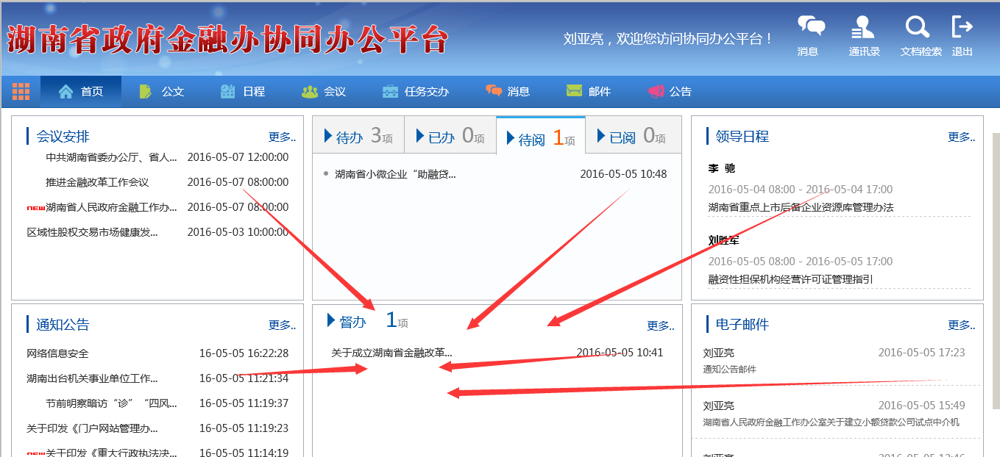 湖南省政府金融办协同办公平台
刘亚亮，欢迎您访问协同办公平台！
消息 通讯录 文档检索 退出
首页 公文 日程 会议 任务交办 消息 邮件 公告
会议安排 更多..
中共湖南省委办公厅、省人... 2016-05-07 12:00:00
推进金融改革工作会议 2016-05-07 08:00:00
new湖南省人民政府金融工作办... 2016-05-07 08:00:00
区域性股权交易市场健康发... 2016-05-03 10:00:00
待办 3项 已办 0项 待阅 1项 已阅 0项
湖南省小微企业“助融贷... 2016-05-05 10:48
领导日程 更多..
李 驰
2016-05-04 08:00 - 2016-05-04 17:00
湖南省重点上市后备企业资源库管理办法
刘胜军
2016-05-05 08:00 - 2016-05-05 17:00
融资性担保机构经营许可证管理指引
通知公告 更多..
网络信息安全 16-05-05 16:22:28
湖南出台机关事业单位工作... 16-05-05 11:21:34
节前明察暗访“诊”“四风... 16-05-05 11:19:37
关于印发《门户网站管理办... 16-05-05 11:19:23
new关于印发《重大行政执法决... 16-05-05 11:14:19
督办 1项 更多..
关于成立湖南省金融改革... 2016-05-05 10:41
电子邮件 更多..
刘亚亮 2016-05-05 17:23
通知公告邮件
刘亚亮 2016-05-05 15:49
湖南省人民政府金融工作办公室关于建立小额贷款公司试点中介机
刘亚亮 2016-05-05 12:46